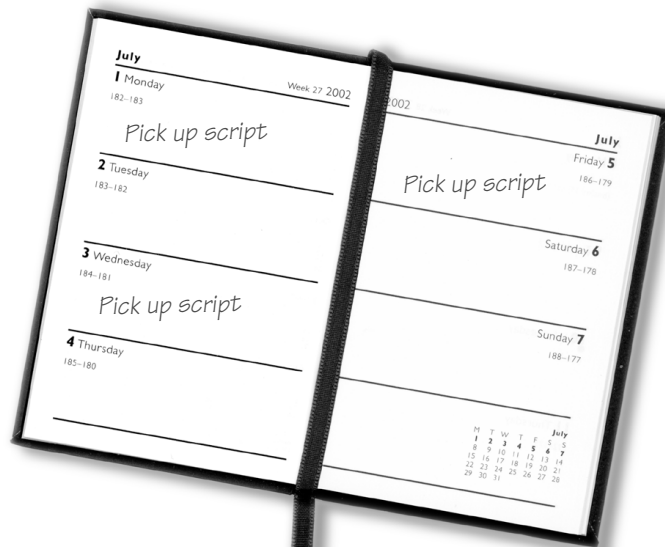 July
1 Monday
Week 27 2002
182–183
Pick up script
2 Tuesday
183–182
3 Wednesday
184–181
Pick up script
4 Thursday
185–180
2002
July
Friday 5
186–179
Pick up script
Saturday 6
187–178
Sunday 7
188–177
July
M T W T F S S
1 2 3 4 5 6 7
8 9 10 11 12 13 14
15 16 17 18 19 20 21
22 23 24 25 26 27 28
29 30 31